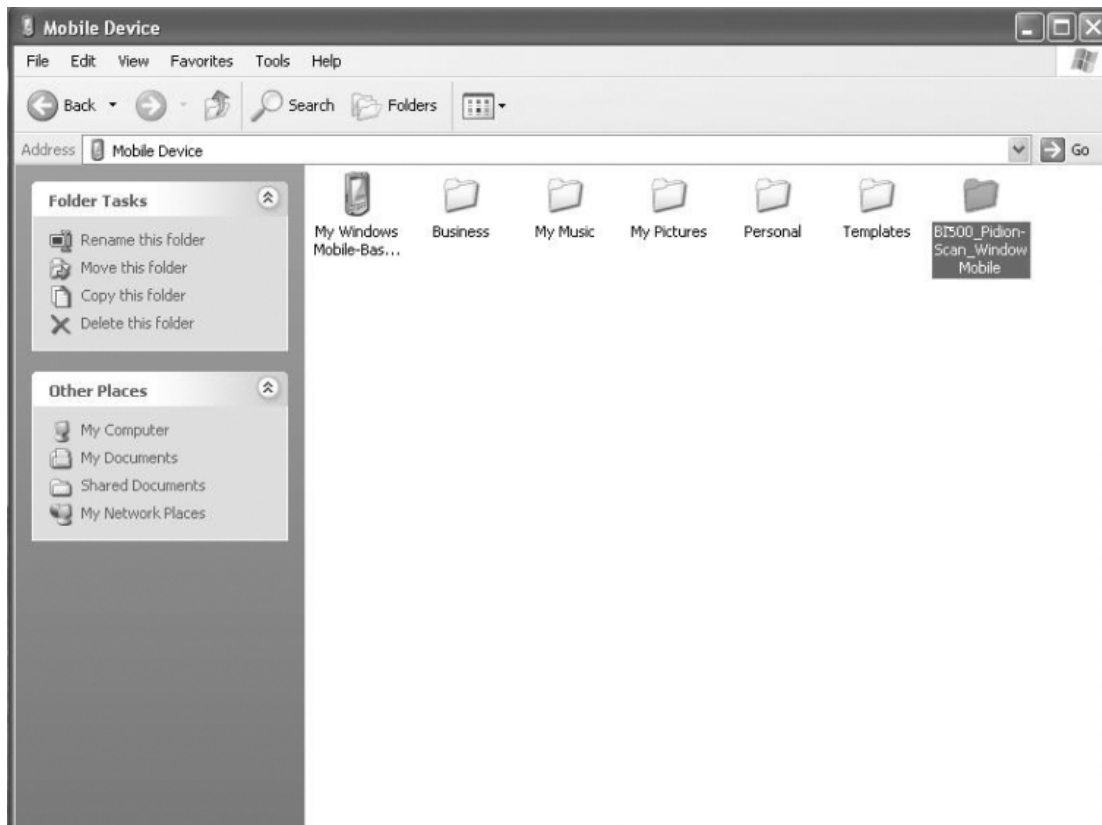 Mobile Device
File Edit View Favorites Tools Help
Back Search Folders
Address Mobile Device Go
Folder Tasks
Rename this folder
Move this folder
Copy this folder
Delete this folder
Other Places
My Computer
My Documents
Shared Documents
My Network Places
My Windows
Mobile-Bas...
Business
My Music
My Pictures
Personal
Templates
BI500_Pidion-
Scan_Window
Mobile